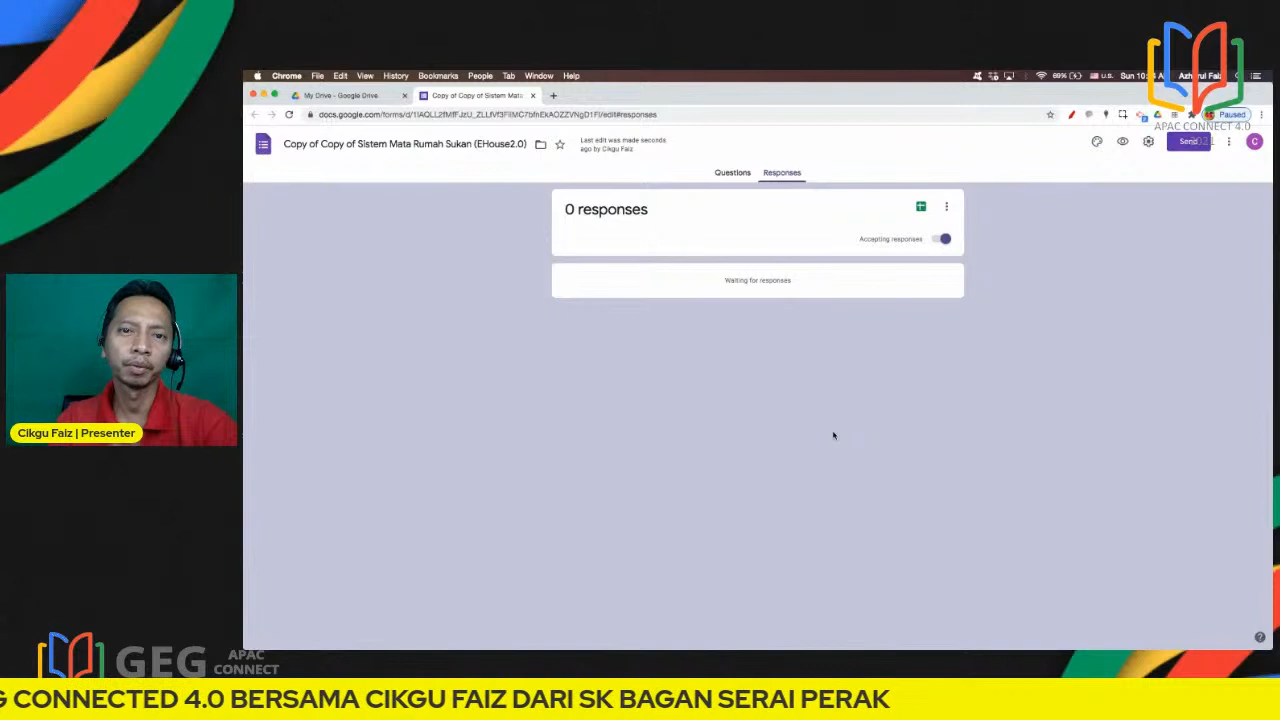 Chrome File Edit View History Bookmarks People Tab Window Help
69%
U.S.
My Drive - Google Drive
Copy of Copy of Sistem Mata
Paused
APAC CONNECT 4.0
2021
Copy of Copy of Sistem Mata Rumah Sukan (EHouse2.0)
Last edit was made seconds
ago by Cikgu Faiz
Send
C
Questions Responses
0 responses
Accepting responses
Waiting for responses
Cikgu Faiz | Presenter
GEG APAC
CONNECT
G CONNECTED 4.0 BERSAMA CIKGU FAIZ DARI SK BAGAN SERAI PERAK